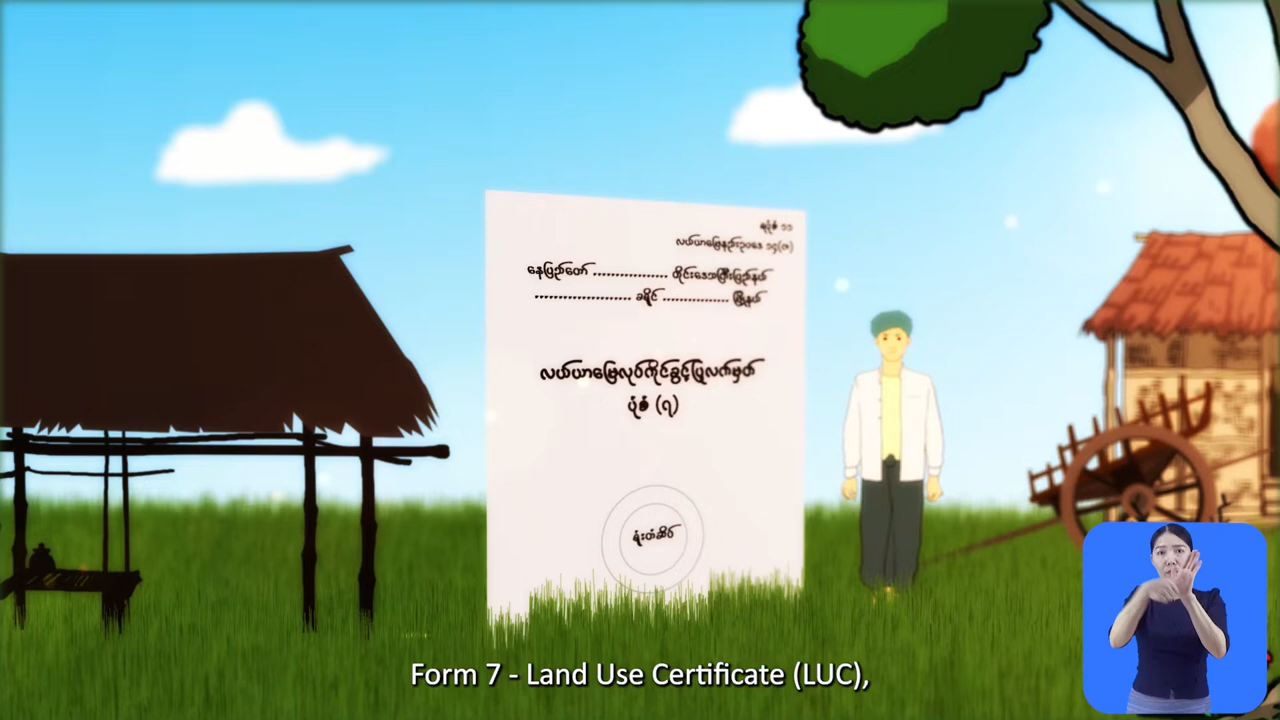 ရပုံစံ ၁၁
လယ်ယာမြေနည်းဥပဒေ ၁၄(ဇ)
နေပြည်တော် .................. တိုင်းဒေသကြီး/ပြည်နယ်
....................... ခရိုင် ................ မြို့နယ်
လယ်ယာမြေလုပ်ကိုင်ခွင့်ပြုလက်မှတ်
ပုံစံ (၇)
ရုံးတံဆိပ်
Form 7 - Land Use Certificate (LUC),